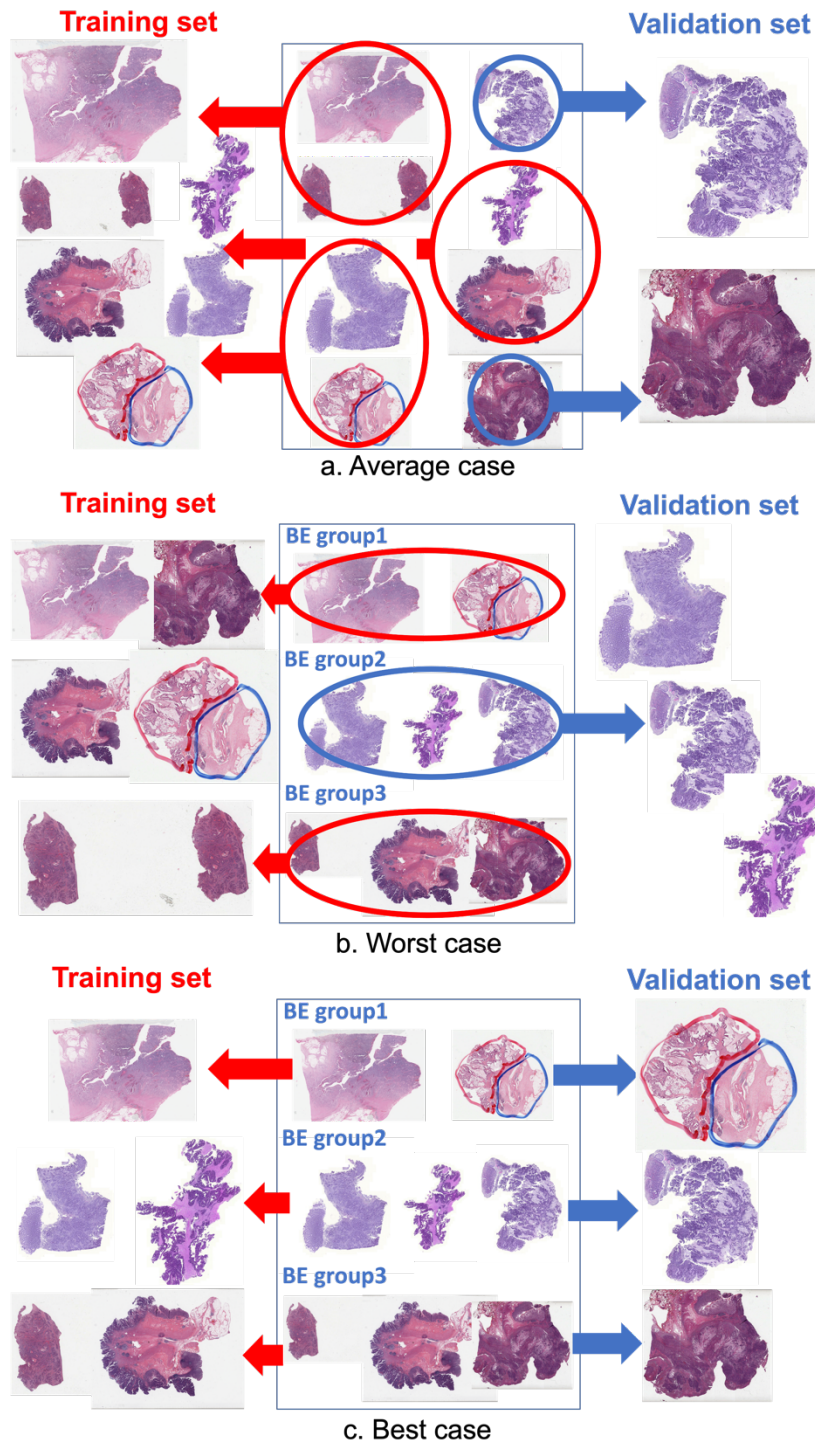 Training set
Validation set
a. Average case
Training set
Validation set
BE group1
BE group2
BE group3
b. Worst case
Training set
Validation set
BE group1
BE group2
BE group3
c. Best case